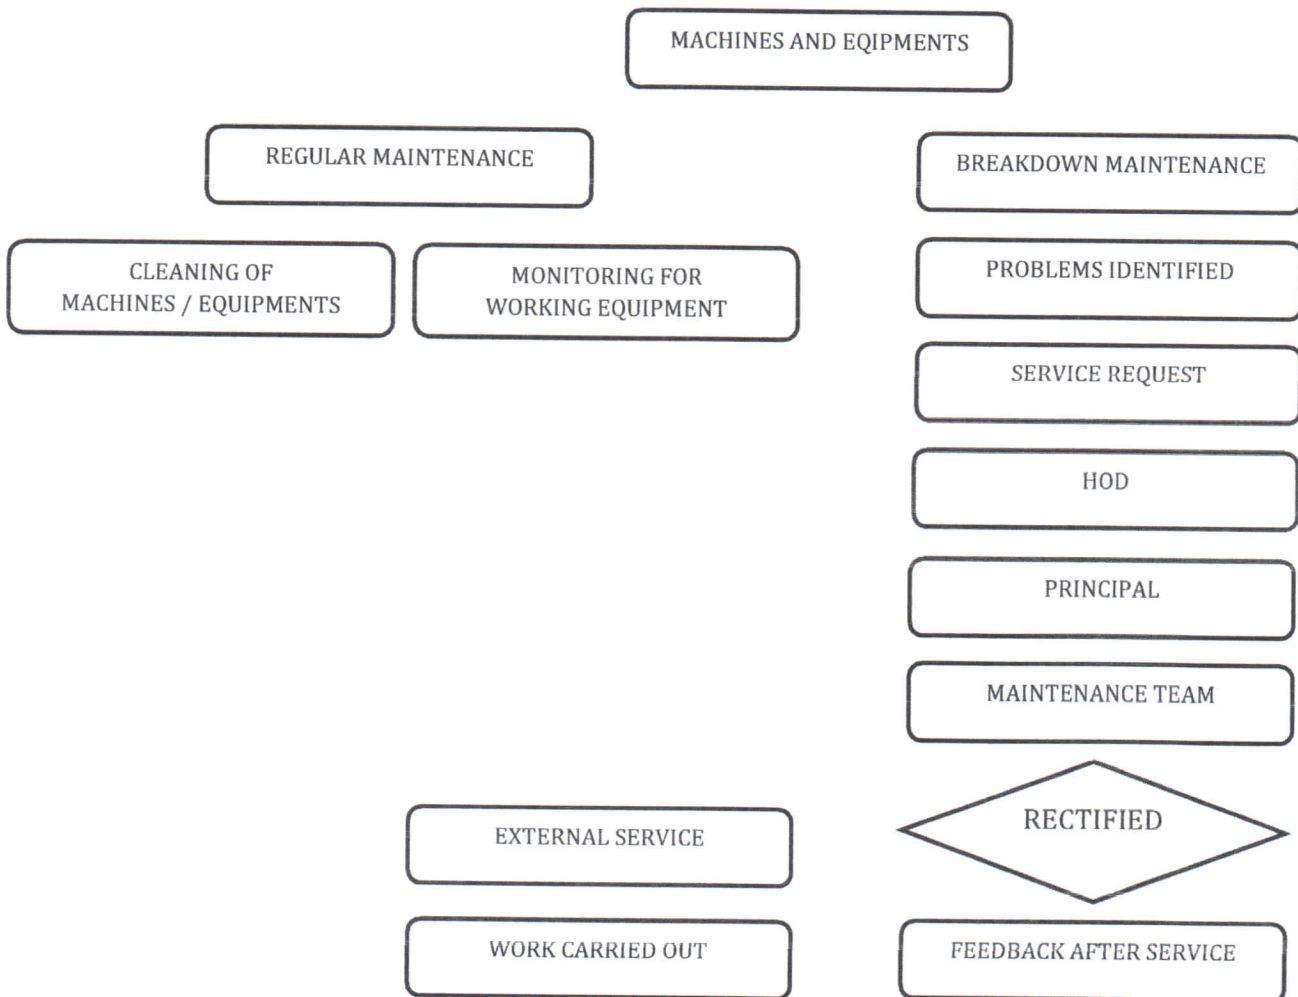 MACHINES AND EQIPMENTS
REGULAR MAINTENANCE
BREAKDOWN MAINTENANCE
CLEANING OF
MACHINES / EQUIPMENTS
MONITORING FOR
WORKING EQUIPMENT
PROBLEMS IDENTIFIED
SERVICE REQUEST
HOD
PRINCIPAL
MAINTENANCE TEAM
RECTIFIED
EXTERNAL SERVICE
WORK CARRIED OUT
FEEDBACK AFTER SERVICE